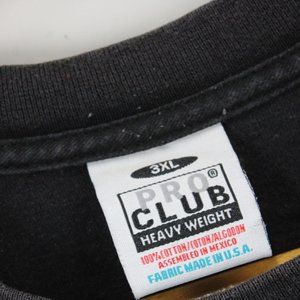 3XL
PRO®
CLUB
HEAVY WEIGHT
100%COTTON/COTON/ALGODON
ASSEMBLED IN MEXICO
FABRIC MADE IN U.S.A.